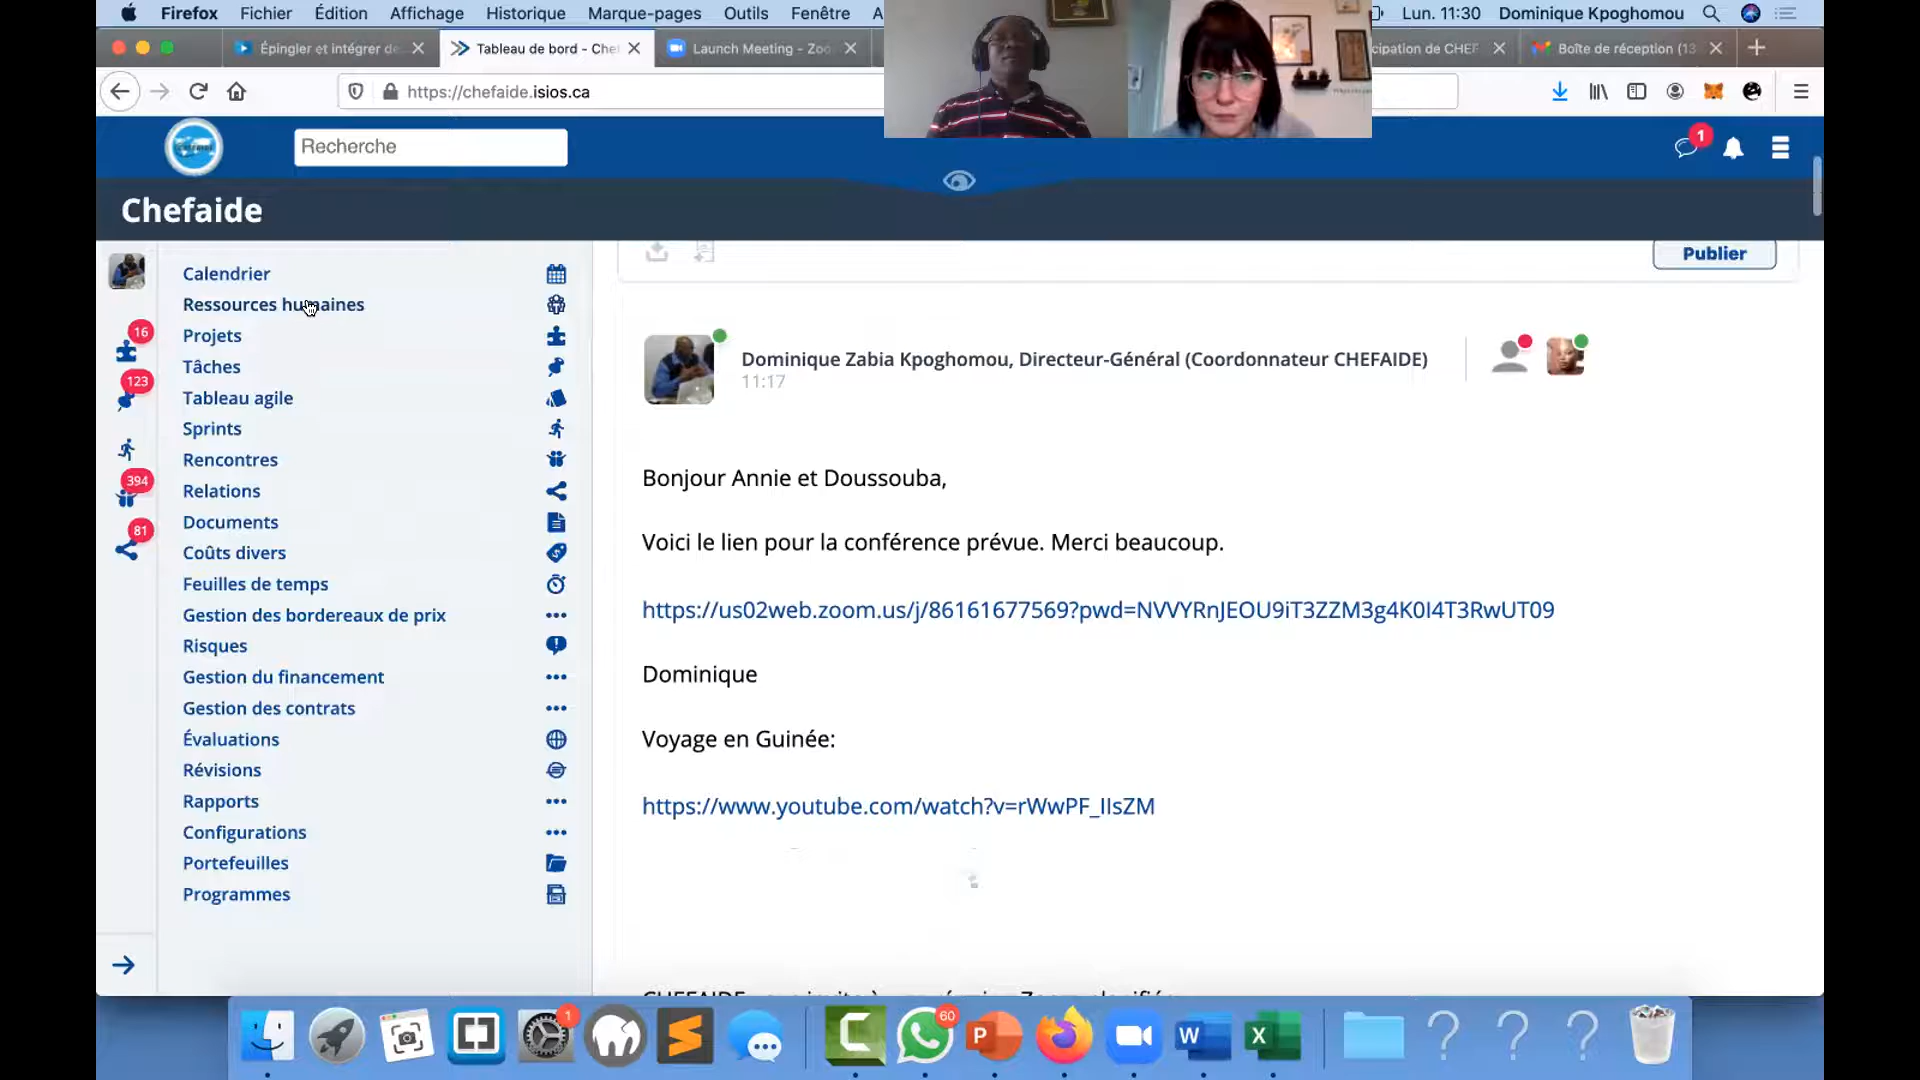 Firefox Fichier Édition Affichage Historique Marque-pages Outils Fenêtre A Lun. 11:30 Dominique Kpoghomou
Épingler et intégrer de Tableau de bord - Che Launch Meeting - Zoo cipation de CHEF Boîte de réception (13
https://chefaide.isios.ca
Recherche
1
Chefaide
Calendrier
Ressources humaines
Projets
Tâches
Tableau agile
Sprints
Rencontres
Relations
Documents
Coûts divers
Feuilles de temps
Gestion des bordereaux de prix
Risques
Gestion du financement
Gestion des contrats
Évaluations
Révisions
Rapports
Configurations
Portefeuilles
Programmes
16
123
394
81
Publier
Dominique Zabia Kpoghomou, Directeur-Général (Coordonnateur CHEFAIDE)
11:17
Bonjour Annie et Doussouba,
Voici le lien pour la conférence prévue. Merci beaucoup.
https://us02web.zoom.us/j/86161677569?pwd=NVVYRnJEOU9iT3ZZM3g4K0I4T3RwUT09
Dominique
Voyage en Guinée:
https://www.youtube.com/watch?v=rWwPF_IIsZM
1
60